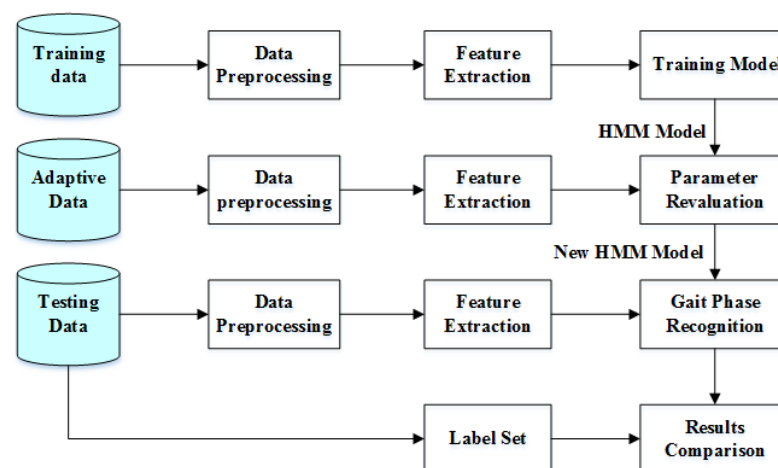 Training
data
Data
Preprocessing
Feature
Extraction
Training Model
HMM Model
Adaptive
Data
Data
preprocessing
Feature
Extraction
Parameter
Revaluation
New HMM Model
Testing
Data
Data
Preprocessing
Feature
Extraction
Gait Phase
Recognition
Label Set
Results
Comparison